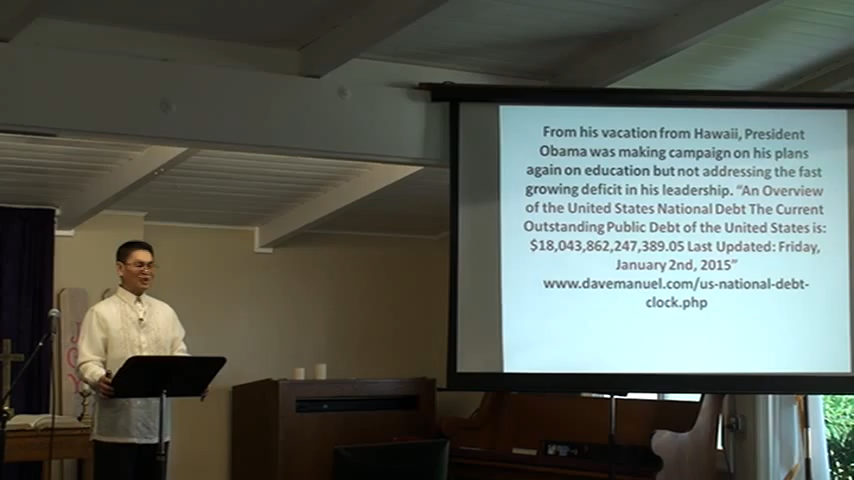 From his vacation from Hawaii, President
Obama was making campaign on his plans
again on education but not addressing the fast
growing deficit in his leadership. “An Overview
of the United States National Debt The Current
Outstanding Public Debt of the United States is:
$18,043,862,247,389.05 Last Updated: Friday,
January 2nd, 2015”
www.davemanuel.com/us-national-debt-
clock.php